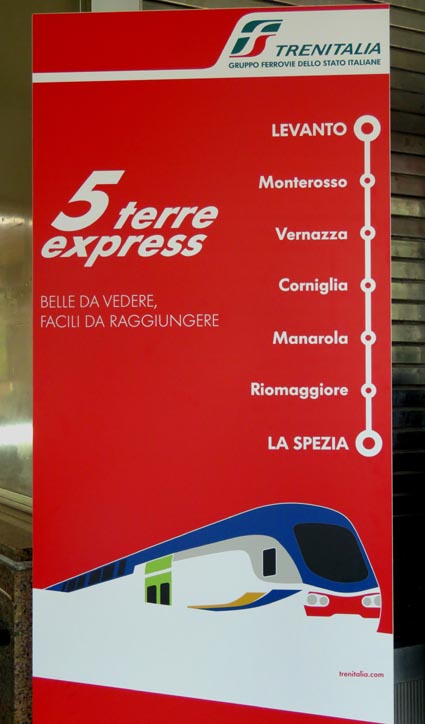 TRENITALIA
GRUPPO FERROVIE DELLO STATO ITALIANE
5 terre
express
BELLE DA VEDERE,
FACILI DA RAGGIUNGERE
LEVANTO
Monterosso
Vernazza
Corniglia
Manarola
Riomaggiore
LA SPEZIA
trenitalia.com